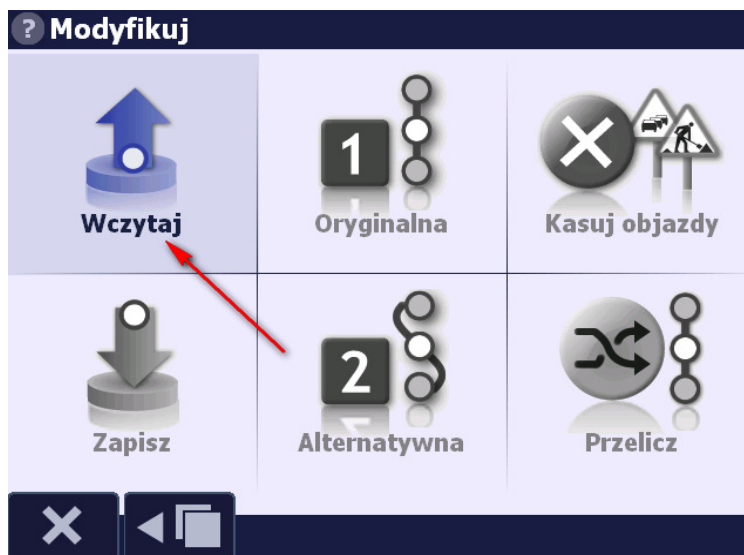 ? Modyfikuj
Wczytaj
1
Oryginalna
Kasuj objazdy
Zapisz
2
Alternatywna
Przelicz